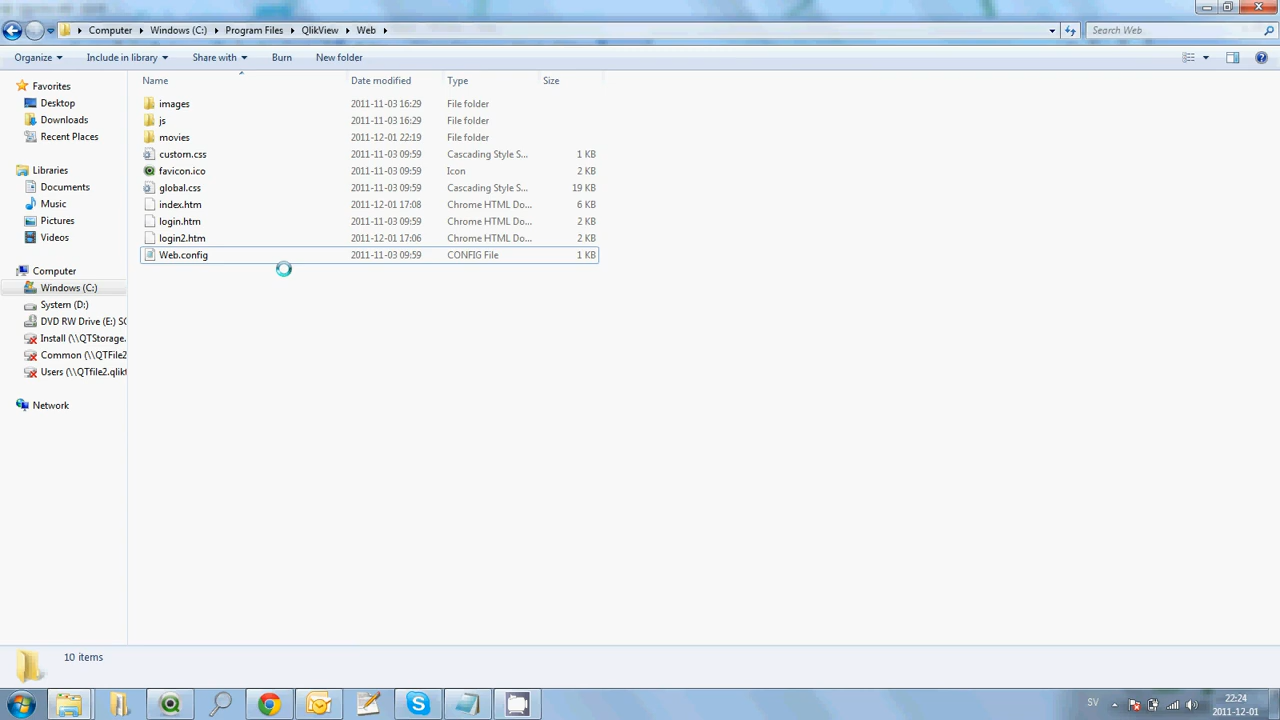 Computer Windows (C:) Program Files QlikView Web Search Web
Organize Include in library Share with Burn New folder
Name Date modified Type Size
Favorites
Desktop
Downloads
Recent Places
Libraries
Documents
Music
Pictures
Videos
Computer
Windows (C:)
System (D:)
DVD RW Drive (E:) SC
Install (\\QTStorage.
Common (\\QTFile2
Users (\\QTfile2.qlikt
Network
images 2011-11-03 16:29 File folder
js 2011-11-03 16:29 File folder
movies 2011-12-01 22:19 File folder
custom.css 2011-11-03 09:59 Cascading Style S... 1 KB
favicon.ico 2011-11-03 09:59 Icon 2 KB
global.css 2011-11-03 09:59 Cascading Style S... 19 KB
index.htm 2011-12-01 17:08 Chrome HTML Do... 6 KB
login.htm 2011-11-03 09:59 Chrome HTML Do... 2 KB
login2.htm 2011-12-01 17:06 Chrome HTML Do... 2 KB
Web.config 2011-11-03 09:59 CONFIG File 1 KB
10 items
SV 22:24
2011-12-01